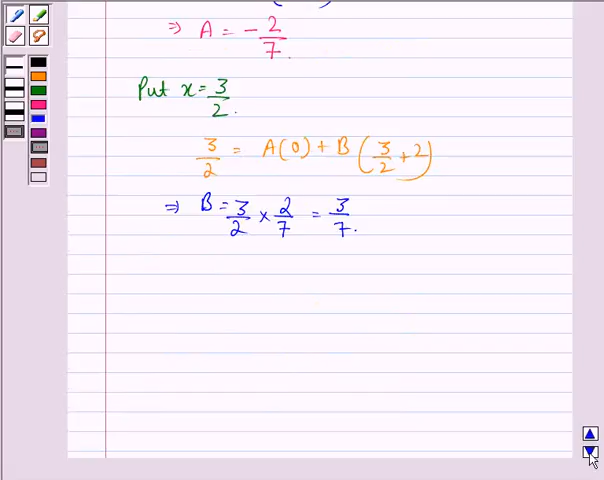 ⇒ A = -2/7.
Put x = 3/2.
3/2 = A(0) + B(3/2 + 2)
⇒ B = 3/2 × 2/7 = 3/7.